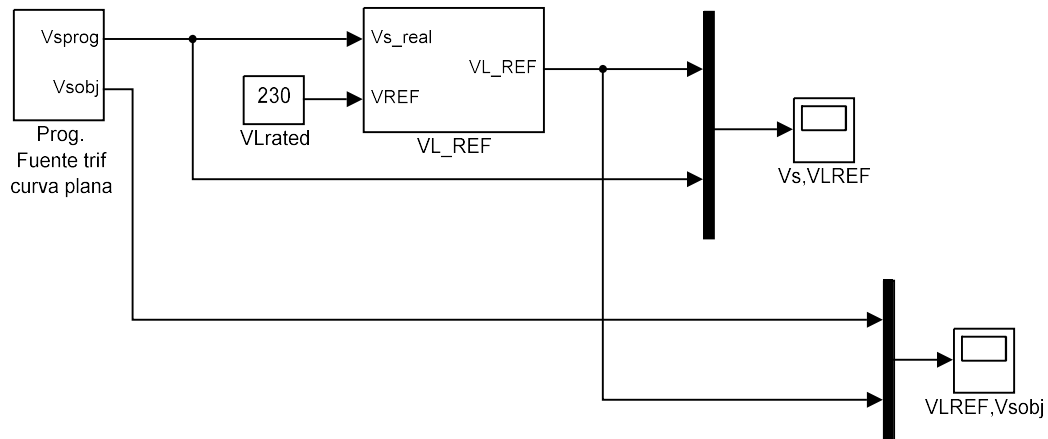 Vsprog
Vsobj
Prog.
Fuente trif
curva plana
230
VLrated
Vs_real
VREF
VL_REF
VL_REF
Vs,VLREF
VLREF,Vsobj